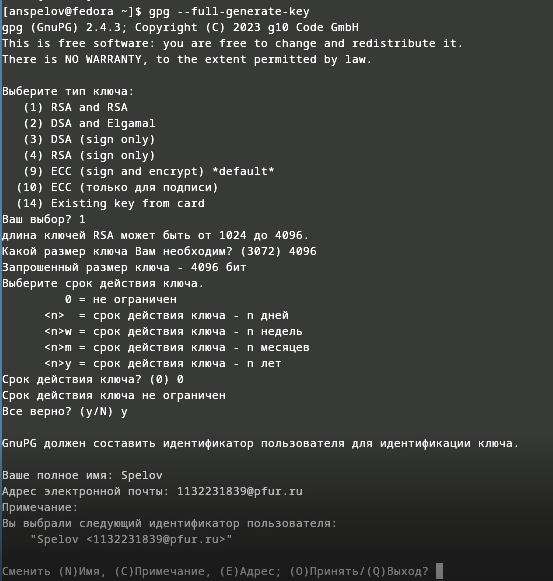 [anspelov@fedora ~]$ gpg --full-generate-key
gpg (GnuPG) 2.4.3; Copyright (C) 2023 g10 Code GmbH
This is free software: you are free to change and redistribute it.
There is NO WARRANTY, to the extent permitted by law.

Выберите тип ключа:
   (1) RSA and RSA
   (2) DSA and Elgamal
   (3) DSA (sign only)
   (4) RSA (sign only)
   (9) ECC (sign and encrypt) *default*
  (10) ECC (только для подписи)
  (14) Existing key from card
Ваш выбор? 1
длина ключей RSA может быть от 1024 до 4096.
Какой размер ключа Вам необходим? (3072) 4096
Запрошенный размер ключа - 4096 бит
Выберите срок действия ключа.
         0 = не ограничен
      <n>  = срок действия ключа - n дней
      <n>w = срок действия ключа - n недель
      <n>m = срок действия ключа - n месяцев
      <n>y = срок действия ключа - n лет
Срок действия ключа? (0) 0
Срок действия ключа не ограничен
Все верно? (y/N) y

GnuPG должен составить идентификатор пользователя для идентификации ключа.

Ваше полное имя: Spelov
Адрес электронной почты: 1132231839@pfur.ru
Примечание:
Вы выбрали следующий идентификатор пользователя:
    "Spelov <1132231839@pfur.ru>"

Сменить (N)Имя, (C)Примечание, (E)Адрес; (O)Принять/(Q)Выход?